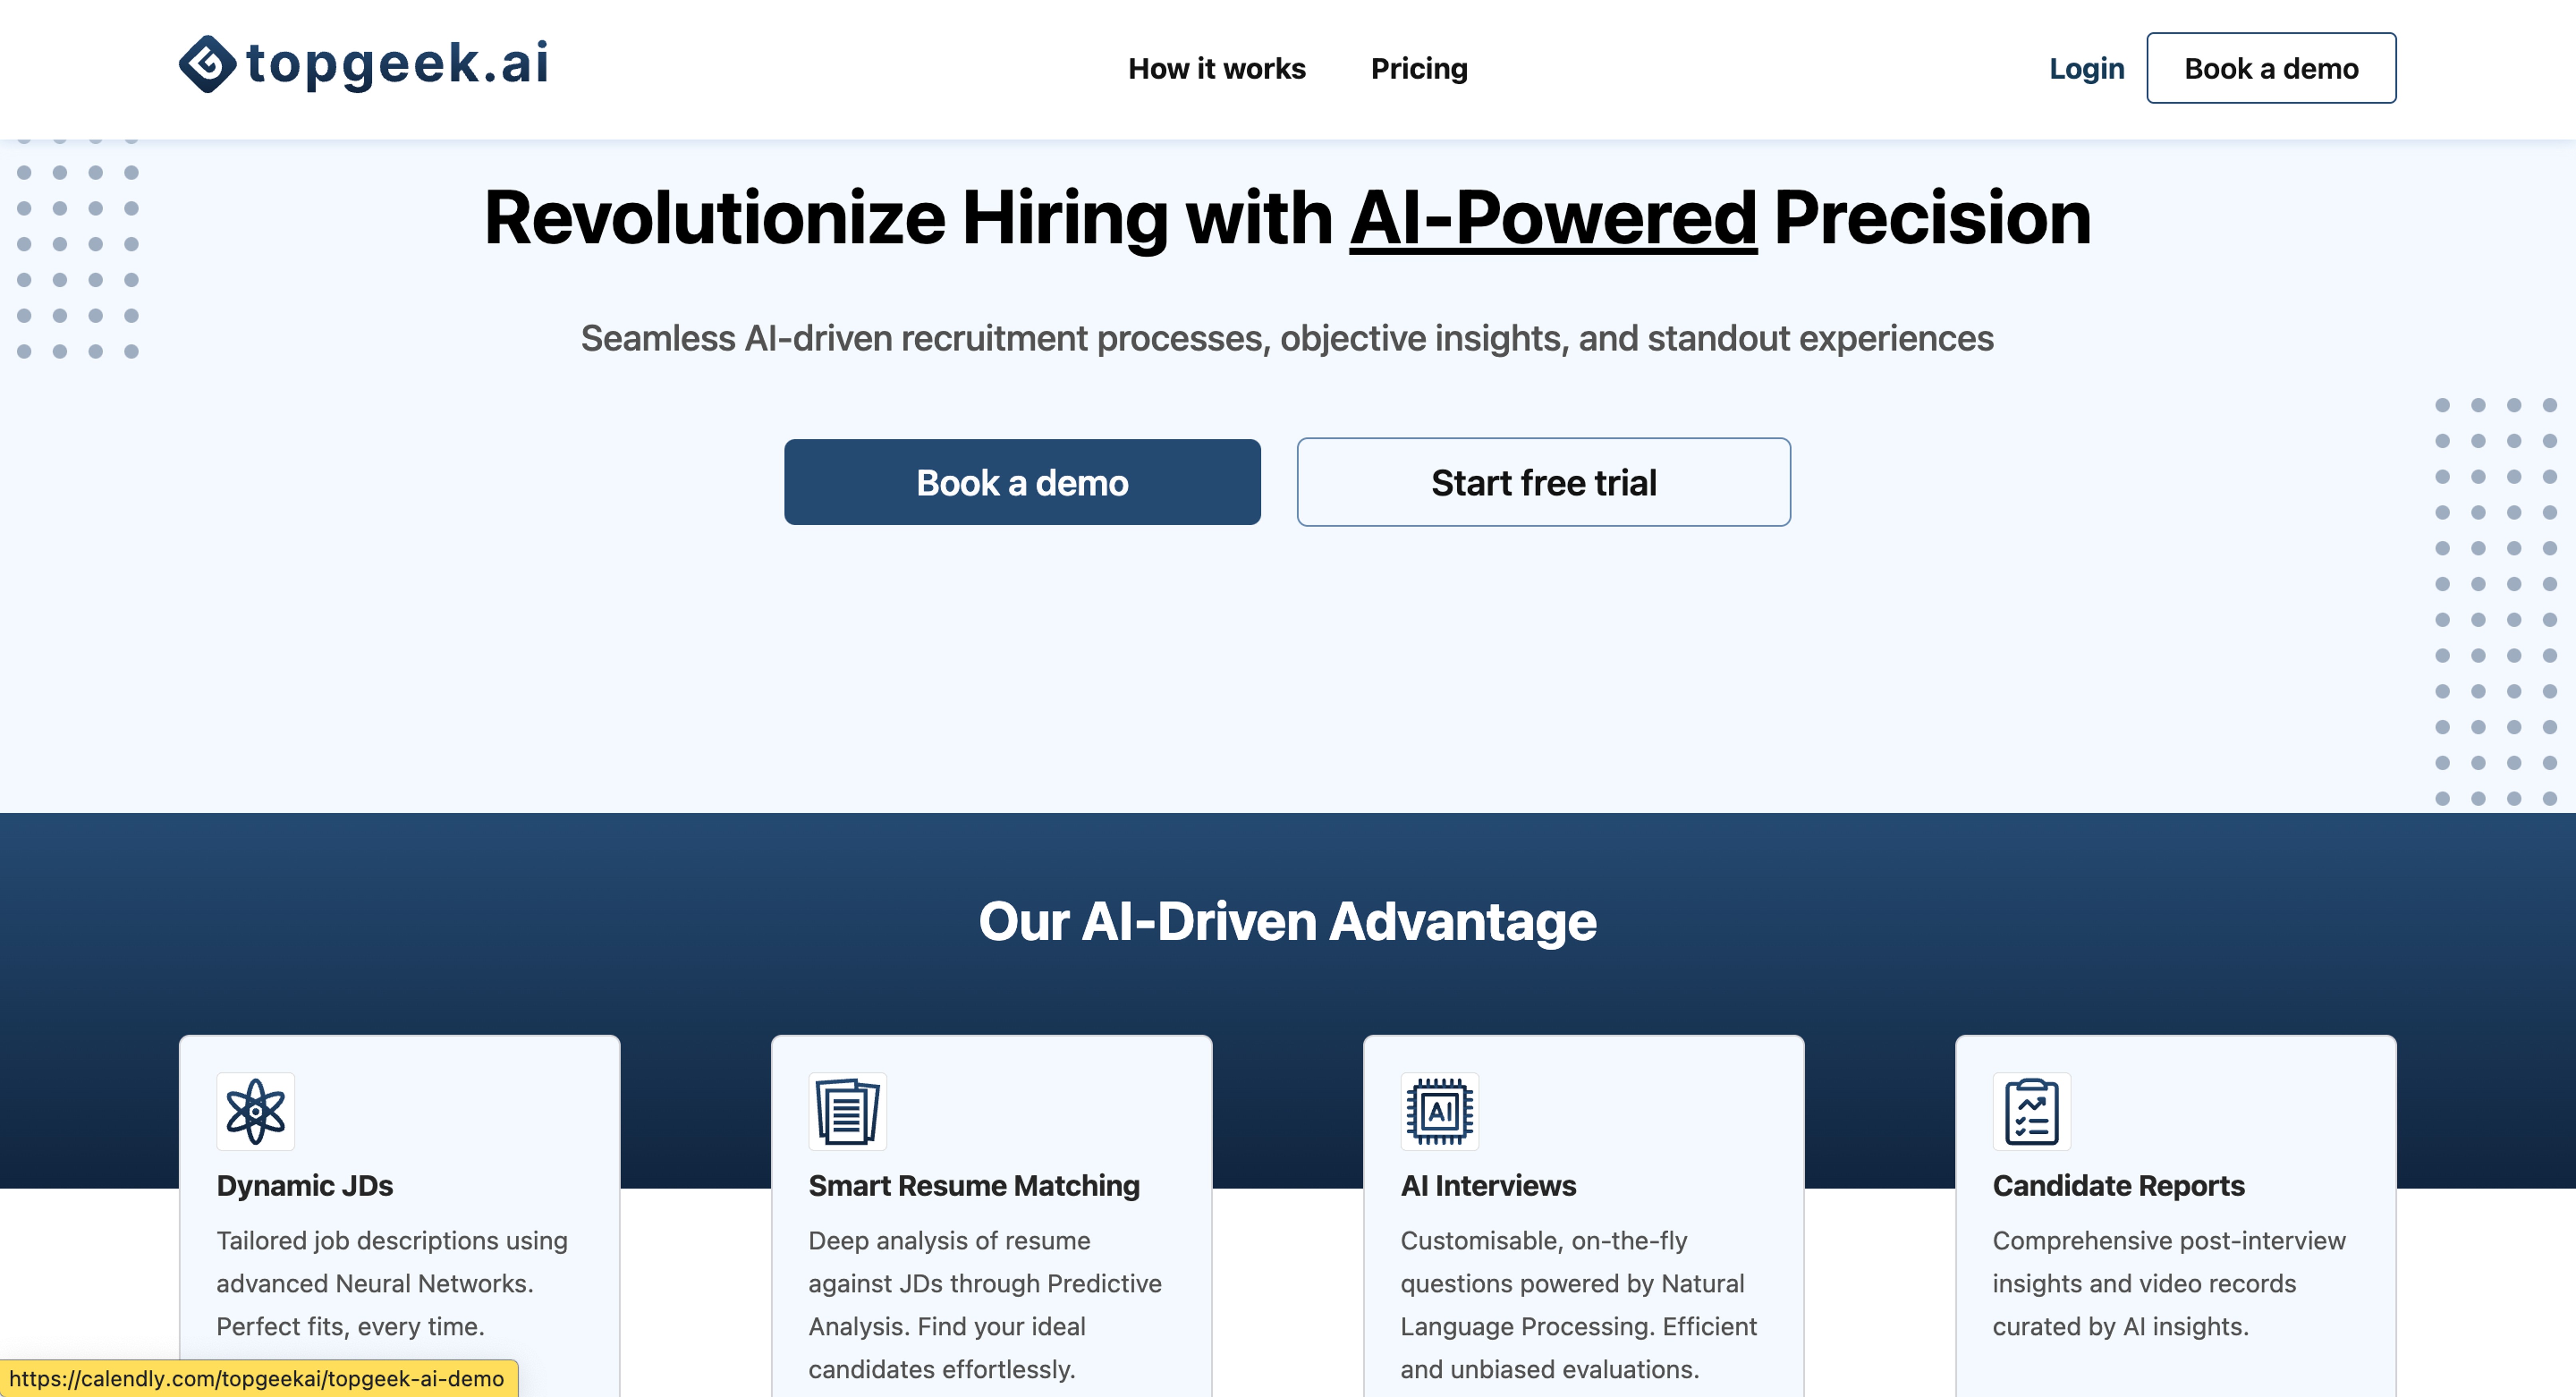 topgeek.ai
How it works
Pricing
Login
Book a demo
Revolutionize Hiring with AI-Powered Precision
Seamless AI-driven recruitment processes, objective insights, and standout experiences
Book a demo
Start free trial
Our AI-Driven Advantage
Dynamic JDs
Tailored job descriptions using
advanced Neural Networks.
Perfect fits, every time.
Smart Resume Matching
Deep analysis of resume
against JDs through Predictive
Analysis. Find your ideal
candidates effortlessly.
AI
AI Interviews
Customisable, on-the-fly
questions powered by Natural
Language Processing. Efficient
and unbiased evaluations.
Candidate Reports
Comprehensive post-interview
insights and video records
curated by AI insights.
https://calendly.com/topgeekai/topgeek-ai-demo